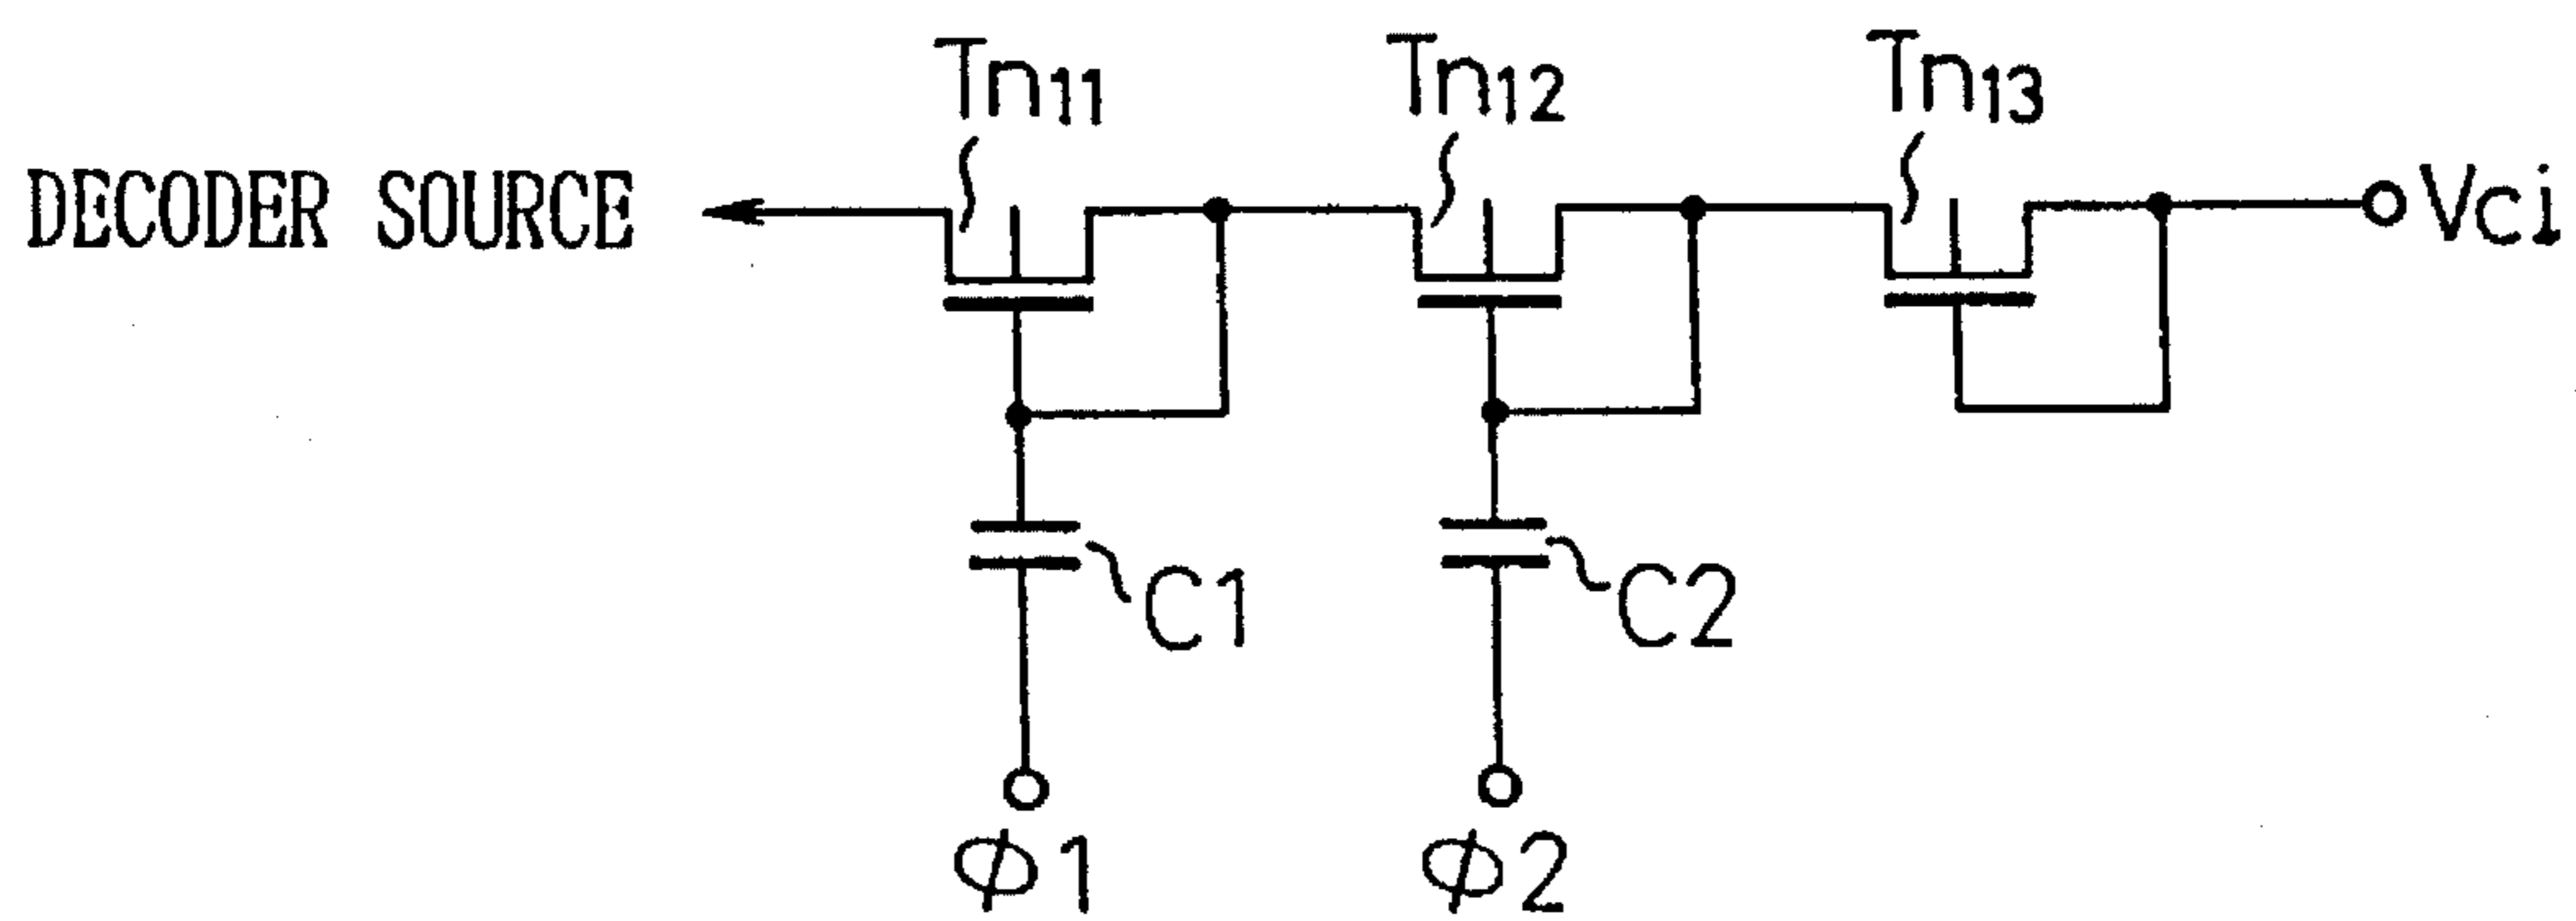 Tn11
Tn12
Tn13
DECODER SOURCE
Vci
C1
C2
φ1
φ2